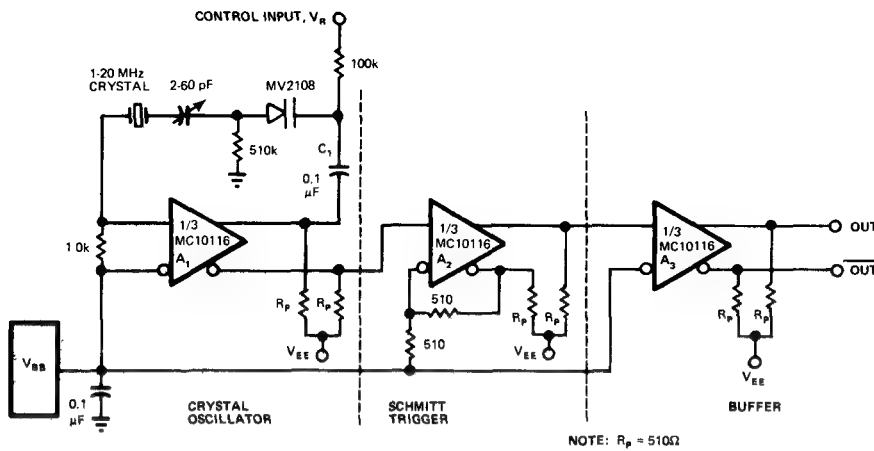 CONTROL INPUT, VR
1-20 MHz
CRYSTAL
2-60 pF
MV2108
100k
510k
C1
0.1
µF
1/3
MC10116
A1
1 0k
RP
RP
VEE
VBB
0.1
µF
CRYSTAL
OSCILLATOR
1/3
MC10116
A2
510
510
RP
RP
VEE
SCHMITT
TRIGGER
1/3
MC10116
A3
OUT
OUT
RP
RP
VEE
BUFFER
NOTE: RP = 510Ω